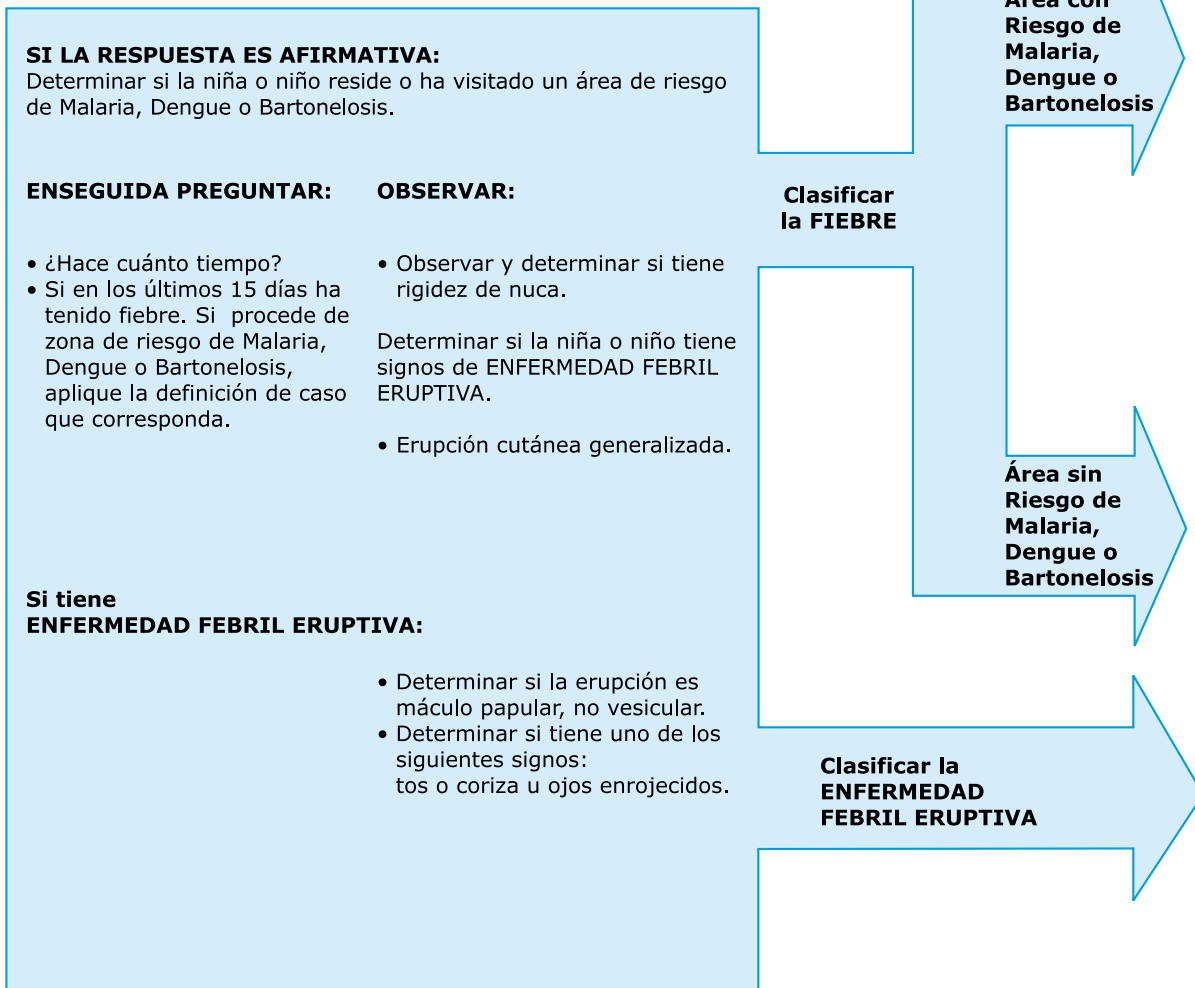 SI LA RESPUESTA ES AFIRMATIVA:
Determinar si la niña o niño reside o ha visitado un área de riesgo
de Malaria, Dengue o Bartonelosis.
ENSEGUIDA PREGUNTAR:
• ¿Hace cuánto tiempo?
• Si en los últimos 15 días ha
tenido fiebre. Si procede de
zona de riesgo de Malaria,
Dengue o Bartonelosis,
aplique la definición de caso
que corresponda.
OBSERVAR:
• Observar y determinar si tiene
rigidez de nuca.
Determinar si la niña o niño tiene
signos de ENFERMEDAD FEBRIL
ERUPTIVA.
• Erupción cutánea generalizada.
Si tiene
ENFERMEDAD FEBRIL ERUPTIVA:
• Determinar si la erupción es
máculo papular, no vesicular.
• Determinar si tiene uno de los
siguientes signos:
tos o coriza u ojos enrojecidos.
Clasificar
la FIEBRE
Área con
Riesgo de
Malaria,
Dengue o
Bartonelosis
Área sin
Riesgo de
Malaria,
Dengue o
Bartonelosis
Clasificar la
ENFERMEDAD
FEBRIL ERUPTIVA